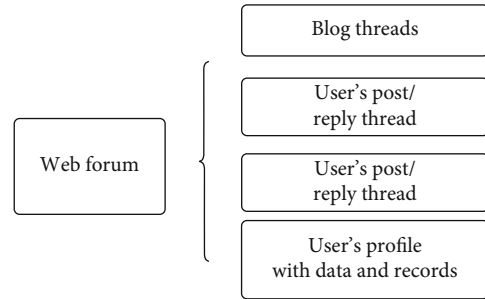 Web forum
Blog threads
User's post/
reply thread
User's post/
reply thread
User's profile
with data and records